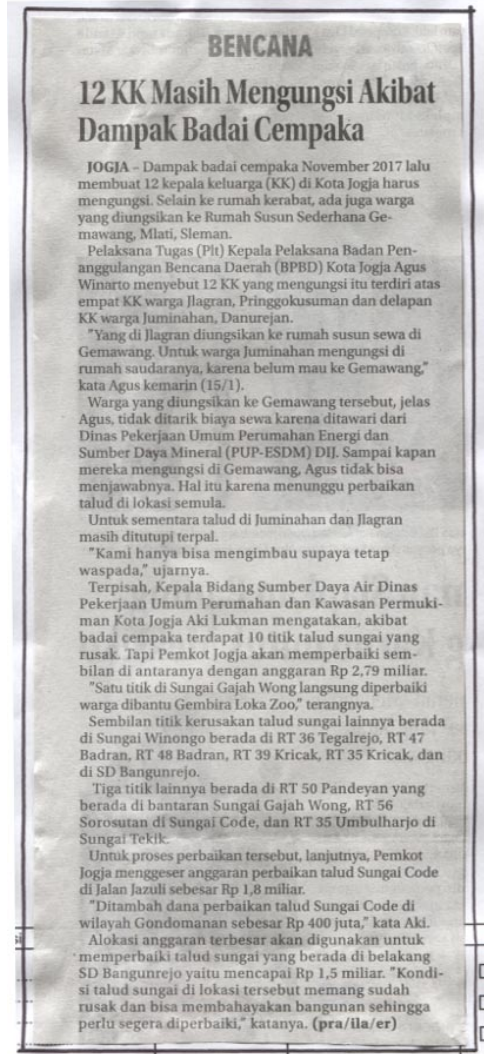 BENCANA
12 KK Masih Mengungsi Akibat
Dampak Badai Cempaka
JOGJA – Dampak badai cempaka November 2017 lalu
membuat 12 kepala keluarga (KK) di Kota Jogja harus
mengungsi. Selain ke rumah kerabat, ada juga warga
yang diungsikan ke Rumah Susun Sederhana Ge-
mawang, Mlati, Sleman.
Pelaksana Tugas (Plt) Kepala Pelaksana Badan Pen-
anggulangan Bencana Daerah (BPBD) Kota Jogja Agus
Winarto menyebut 12 KK yang mengungsi itu terdiri atas
empat KK warga Jlagran, Pringgokusuman dan delapan
KK warga Juminahan, Danurejan.
"Yang di Jlagran diungsikan ke rumah susun sewa di
Gemawang. Untuk warga Juminahan mengungsi di
rumah saudaranya, karena belum mau ke Gemawang,"
kata Agus kemarin (15/1).
Warga yang diungsikan ke Gemawang tersebut, jelas
Agus, tidak ditarik biaya sewa karena ditawari dari
Dinas Pekerjaan Umum Perumahan Energi dan
Sumber Daya Mineral (PUP-ESDM) DIJ. Sampai kapan
mereka mengungsi di Gemawang, Agus tidak bisa
menjawabnya. Hal itu karena menunggu perbaikan
talud di lokasi semula.
Untuk sementara talud di Juminahan dan Jlagran
masih ditutupi terpal.
"Kami hanya bisa mengimbau supaya tetap
waspada," ujarnya.
Terpisah, Kepala Bidang Sumber Daya Air Dinas
Pekerjaan Umum Perumahan dan Kawasan Permuki-
man Kota Jogja Aki Lukman mengatakan, akibat
badai cempaka terdapat 10 titik talud sungai yang
rusak. Tapi Pemkot Jogja akan memperbaiki sem-
bilan di antaranya dengan anggaran Rp 2,79 miliar.
"Satu titik di Sungai Gajah Wong langsung diperbaiki
warga dibantu Gembira Loka Zoo," terangnya.
Sembilan titik kerusakan talud sungai lainnya berada
di Sungai Winongo berada di RT 36 Tegalrejo, RT 47
Badran, RT 48 Badran, RT 39 Kricak, RT 35 Kricak, dan
di SD Bangunrejo.
Tiga titik lainnya berada di RT 50 Pandeyan yang
berada di bantaran Sungai Gajah Wong, RT 56
Sorosutan di Sungai Code, dan RT 35 Umbulharjo di
Sungai Tekik.
Untuk proses perbaikan tersebut, lanjutnya, Pemkot
Jogja menggeser anggaran perbaikan talud Sungai Code
di Jalan Jazuli sebesar Rp 1,8 miliar.
"Ditambah dana perbaikan talud Sungai Code di
wilayah Gondomanan sebesar Rp 400 juta," kata Aki.
Alokasi anggaran terbesar akan digunakan untuk
memperbaiki talud sungai yang berada di belakang
SD Bangunrejo yaitu mencapai Rp 1,5 miliar. "Kondi-
si talud sungai di lokasi tersebut memang sudah
rusak dan bisa membahayakan bangunan sehingga
perlu segera diperbaiki," katanya. (pra/ila/er)